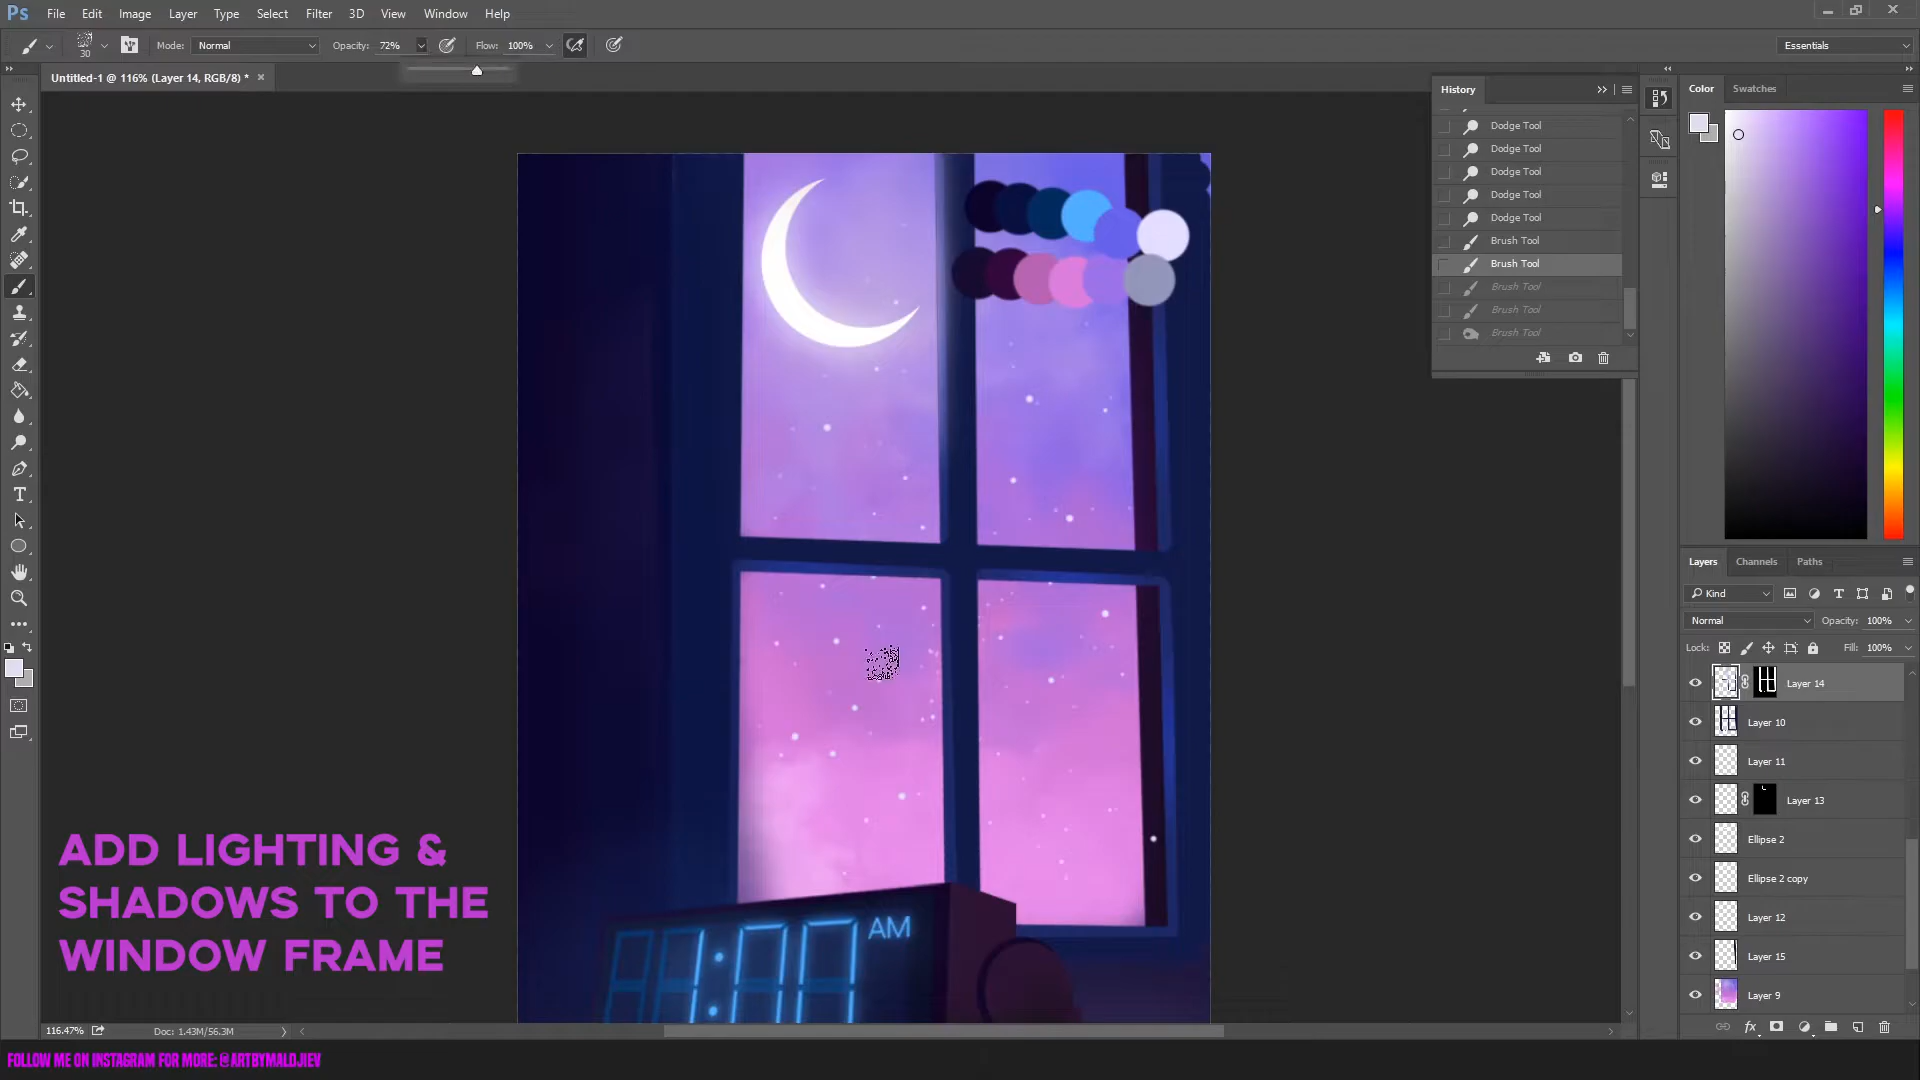 Ps File Edit Image Layer Type Select Filter 3D View Window Help
30 Mode: Normal Opacity: 72% Flow: 100% Essentials
Untitled-1 @ 116% (Layer 14, RGB/8) * ×
History
Dodge Tool
Dodge Tool
Dodge Tool
Dodge Tool
Dodge Tool
Brush Tool
Brush Tool
Brush Tool
Brush Tool
Brush Tool
Color Swatches
Layers Channels Paths
Kind
Normal Opacity: 100%
Lock: Fill: 100%
Layer 14
Layer 10
Layer 11
Layer 13
Ellipse 2
Ellipse 2 copy
Layer 12
Layer 15
Layer 9
1:00 AM
ADD LIGHTING &
SHADOWS TO THE
WINDOW FRAME
116.47% Doc: 1.43M/56.3M
FOLLOW ME ON INSTAGRAM FOR MORE: @ARTBYMALDJIEV